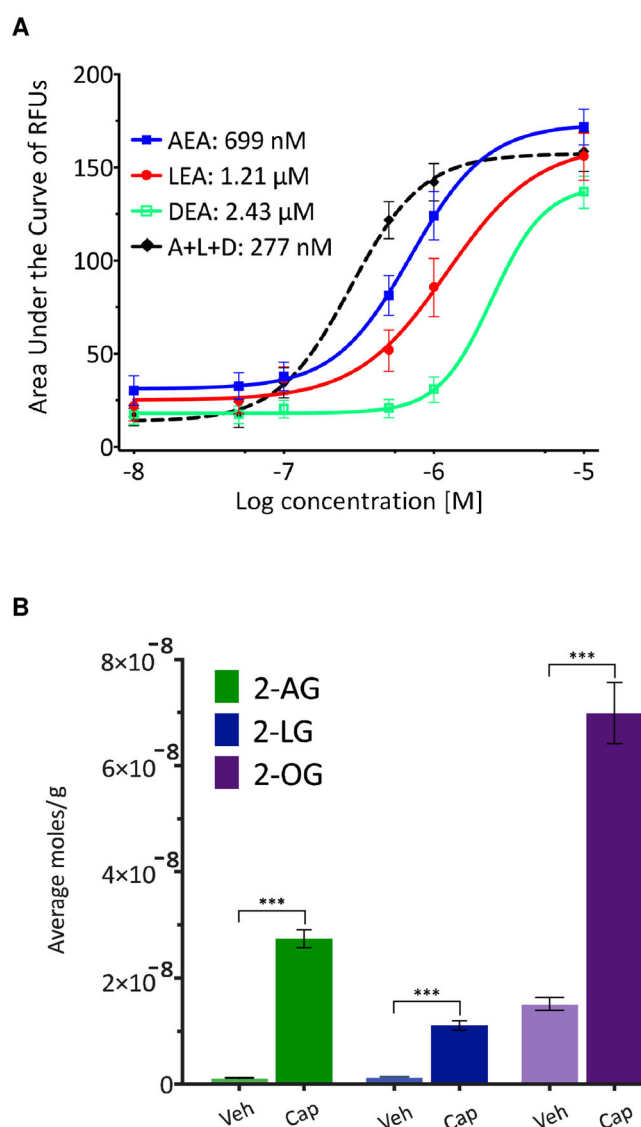 A
200
150
100
50
0
Area Under the Curve of RFUs
AEA: 699 nM
LEA: 1.21 μM
DEA: 2.43 μM
A+L+D: 277 nM
-8 -7 -6 -5
Log concentration [M]
B
8×10⁻⁸
6×10⁻⁸
4×10⁻⁸
2×10⁻⁸
0
Average moles/g
2-AG
2-LG
2-OG
***
***
***
Veh Cap Veh Cap Veh Cap